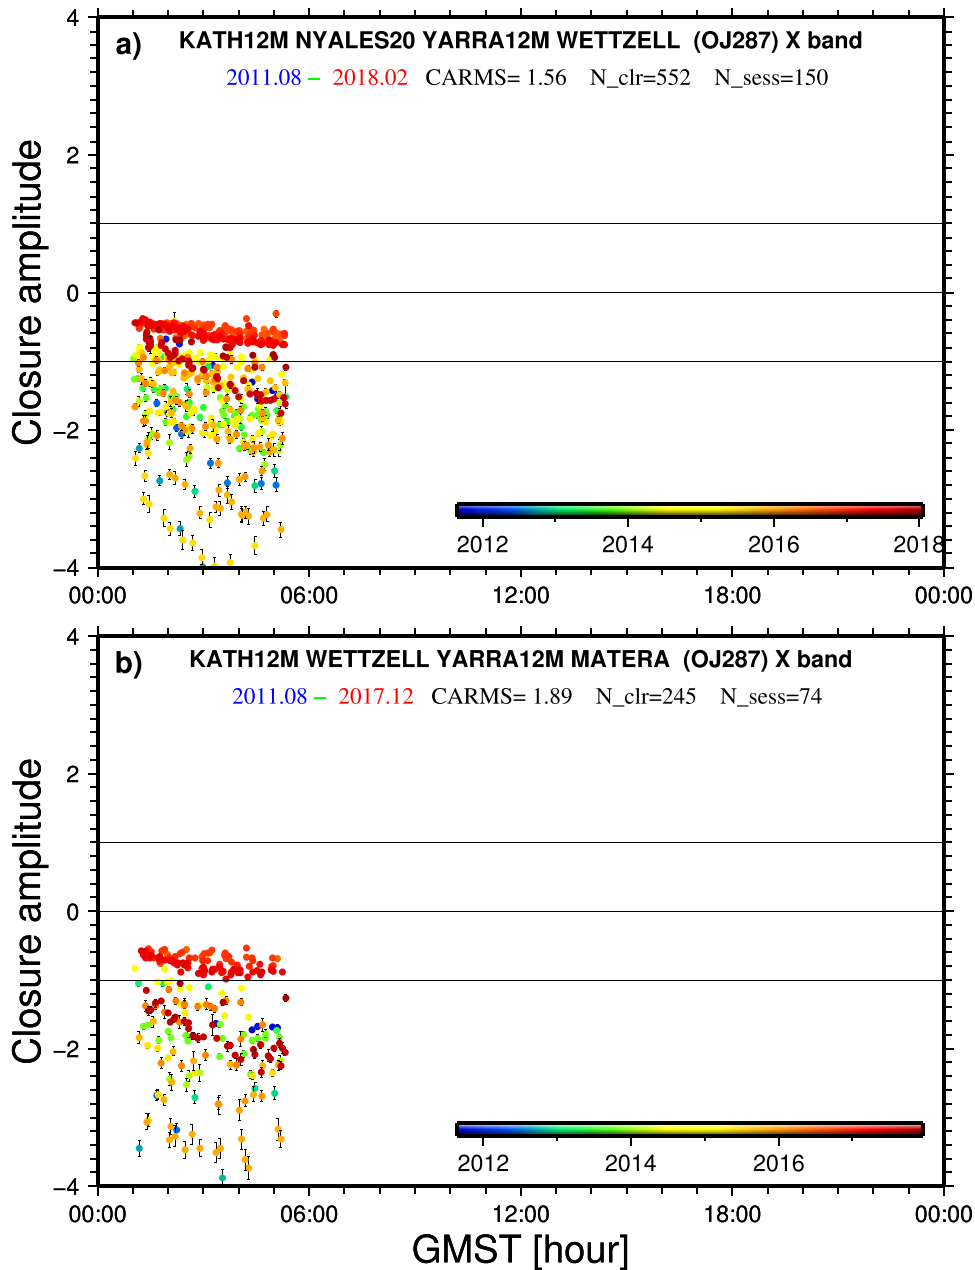 a) KATH12M NYALES20 YARRA12M WETTZELL (OJ287) X band
2011.08 – 2018.02 CARMS= 1.56 N_clr=552 N_sess=150
Closure amplitude
4
2
0
−2
−4
2012 2014 2016 2018
00:00 06:00 12:00 18:00 00:00
b) KATH12M WETTZELL YARRA12M MATERA (OJ287) X band
2011.08 – 2017.12 CARMS= 1.89 N_clr=245 N_sess=74
Closure amplitude
4
2
0
−2
−4
2012 2014 2016
00:00 06:00 12:00 18:00 00:00
GMST [hour]